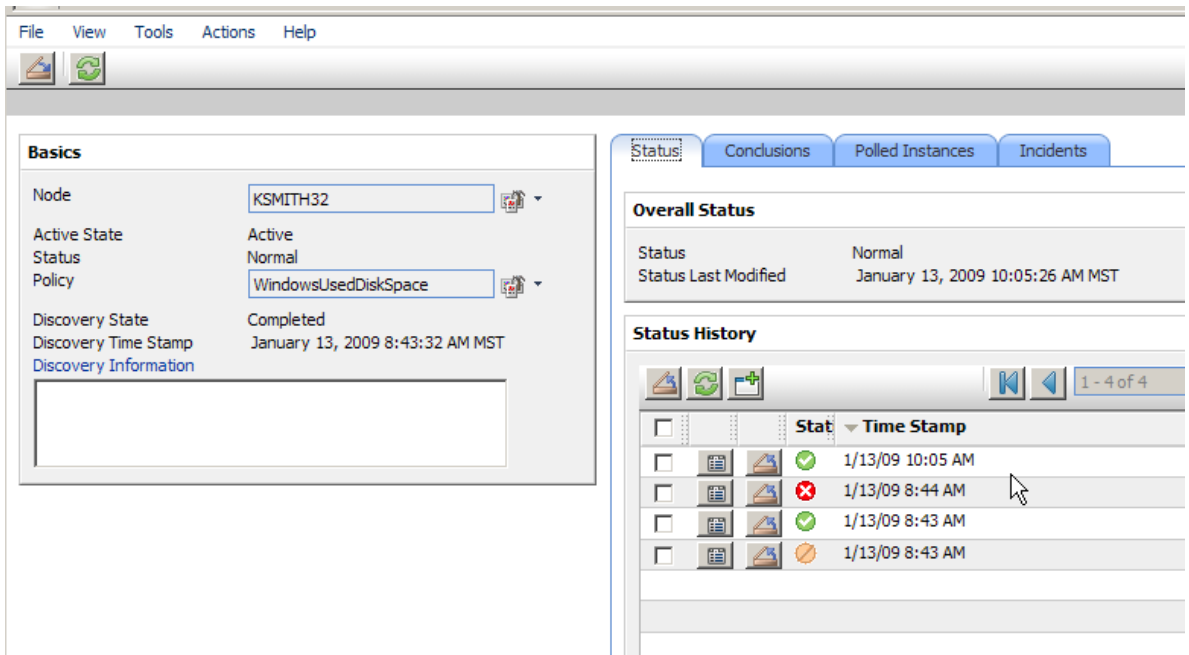 File View Tools Actions Help
Basics
Node KSMITH32
Active State Active
Status Normal
Policy WindowsUsedDiskSpace
Discovery State Completed
Discovery Time Stamp January 13, 2009 8:43:32 AM MST
Discovery Information
Status Conclusions Polled Instances Incidents
Overall Status
Status Normal
Status Last Modified January 13, 2009 10:05:26 AM MST
Status History
1 - 4 of 4
Stat Time Stamp
1/13/09 10:05 AM
1/13/09 8:44 AM
1/13/09 8:43 AM
1/13/09 8:43 AM